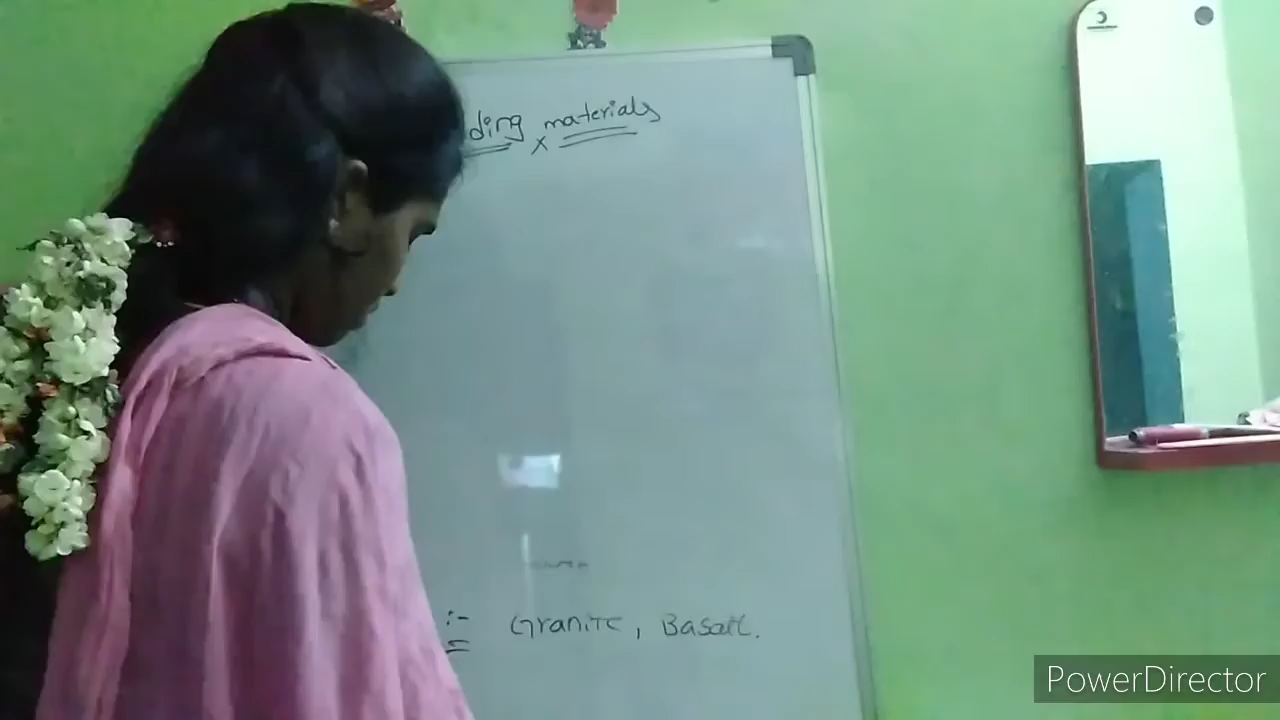 ding materials
x
:- Granite, Basalt.
PowerDirector